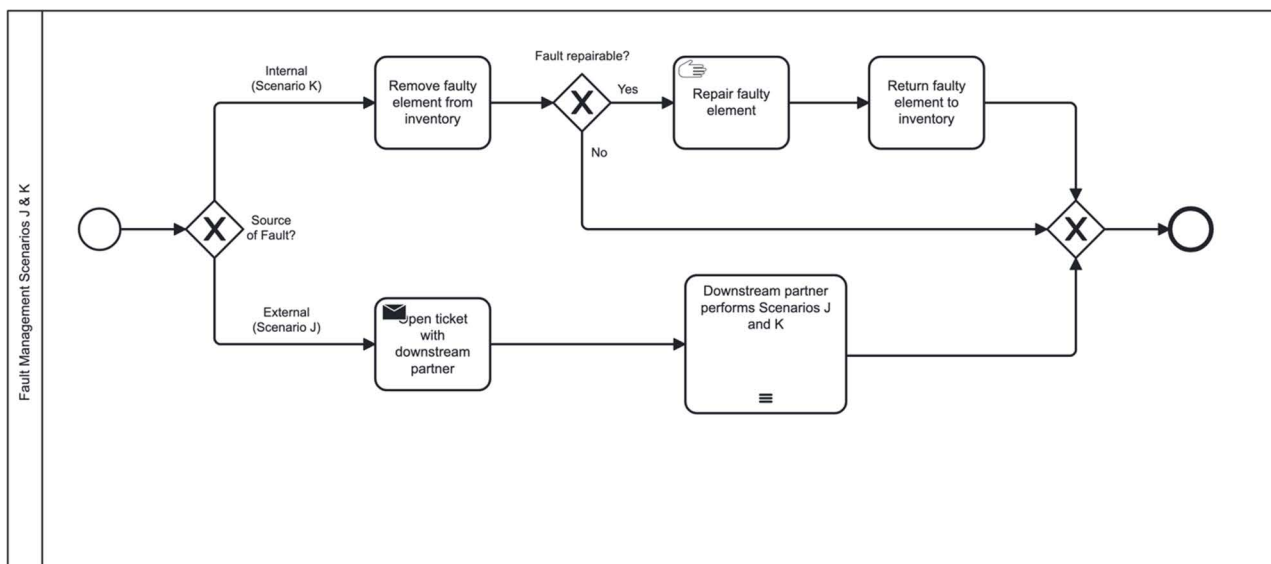 Fault Management Scenarios J & K
Internal
(Scenario K)
Remove faulty
element from
inventory
Fault repairable?
Yes
No
Repair faulty
element
Return faulty
element to
inventory
Source
of Fault?
External
(Scenario J)
Open ticket
with
downstream
partner
Downstream partner
performs Scenarios J
and K